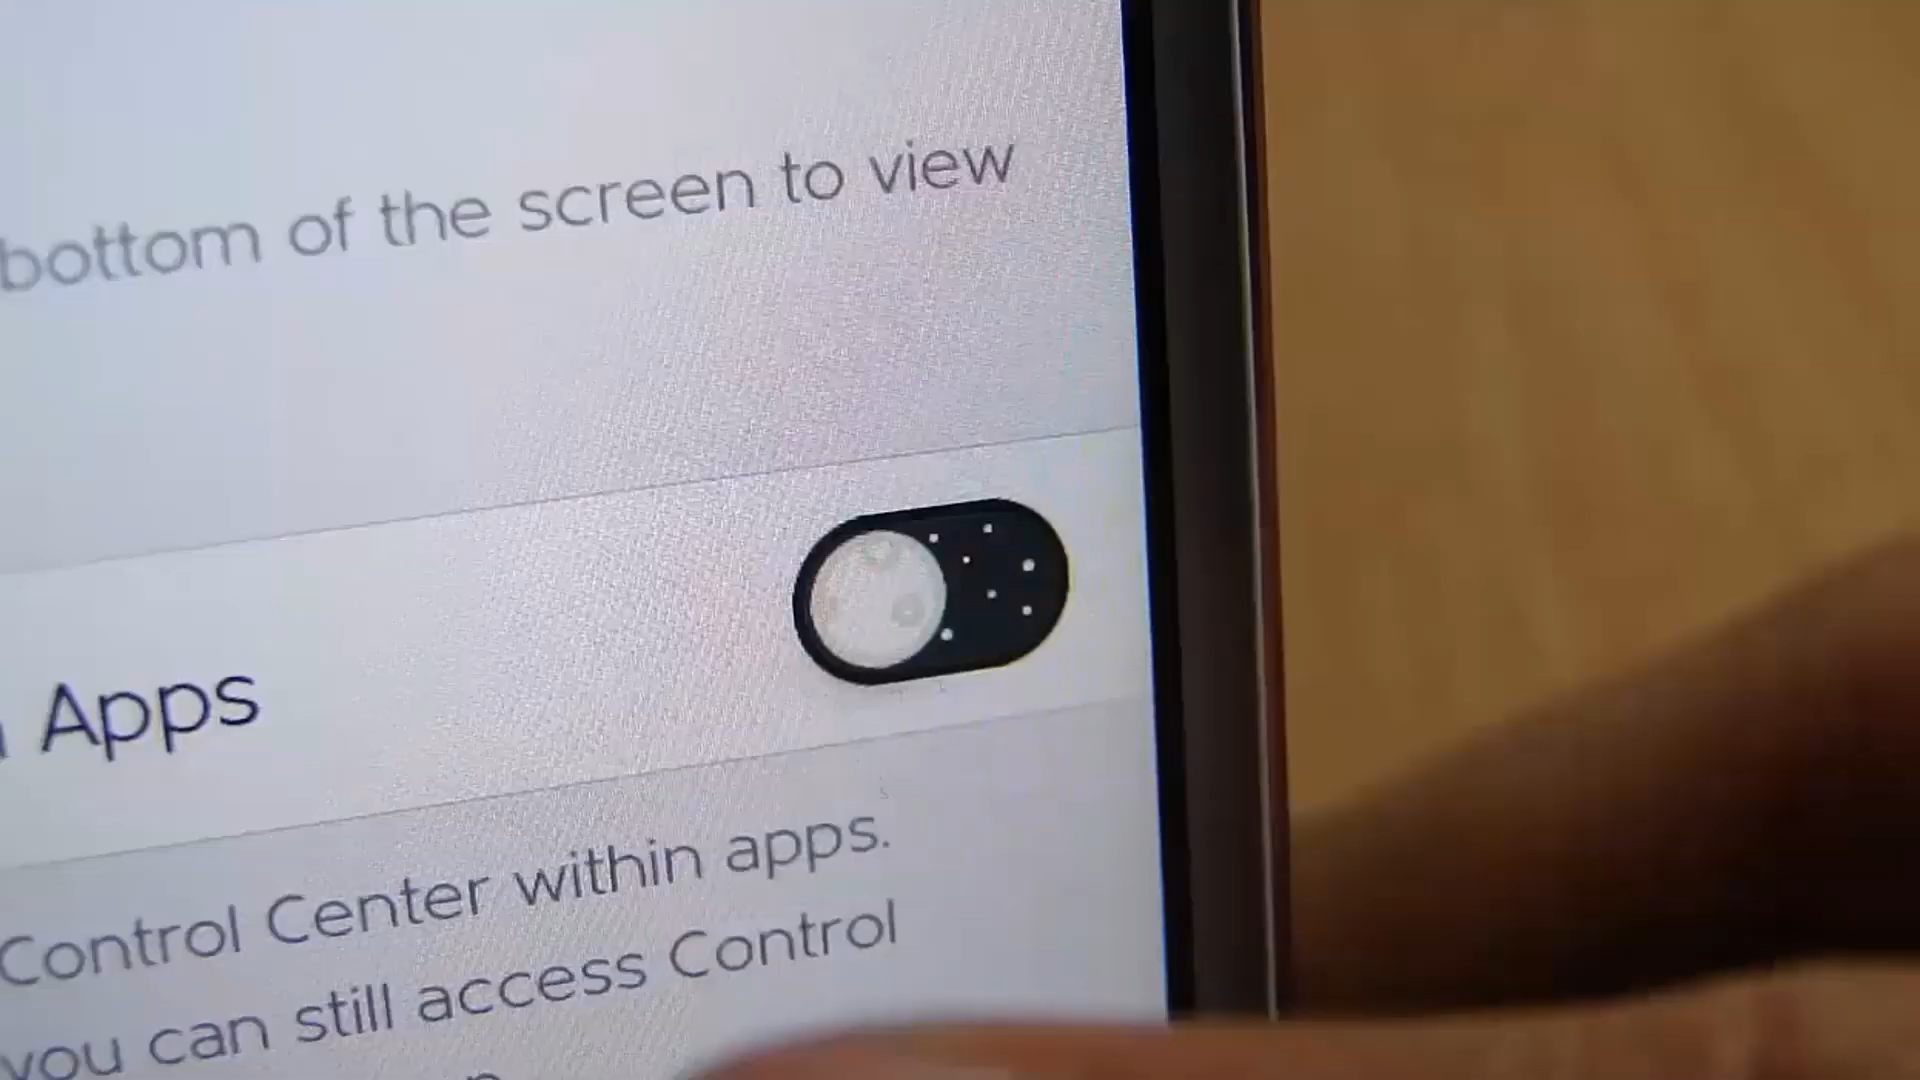 bottom of the screen to view
Apps
Control Center within apps.
you can still access Control